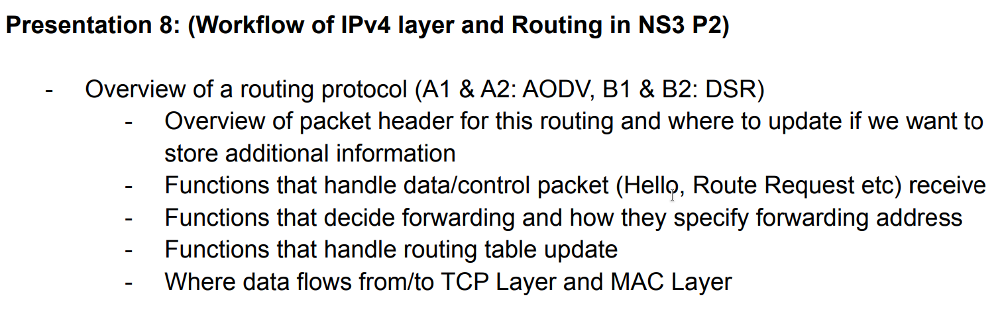 Presentation 8: (Workflow of IPv4 layer and Routing in NS3 P2)
- Overview of a routing protocol (A1 & A2: AODV, B1 & B2: DSR)
- Overview of packet header for this routing and where to update if we want to
store additional information
- Functions that handle data/control packet (Hello, Route Request etc) receive
- Functions that decide forwarding and how they specify forwarding address
- Functions that handle routing table update
- Where data flows from/to TCP Layer and MAC Layer